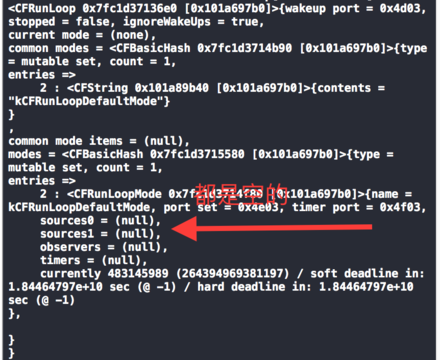 <CFRunLoop 0x7fc1d37136e0 [0x101a697b0]>{wakeup port = 0x4d03,
stopped = false, ignoreWakeUps = true,
current mode = (none),
common modes = <CFBasicHash 0x7fc1d3714b90 [0x101a697b0]>{type
= mutable set, count = 1,
entries =>
2 : <CFString 0x101a89b40 [0x101a697b0]>{contents =
"kCFRunLoopDefaultMode"}
}
,
common mode items = (null),
modes = <CFBasicHash 0x7fc1d3715580 [0x101a697b0]>{type =
mutable set, count = 1,
entries =>
2 : <CFRunLoopMode [0x101a697b0]>{name =
都是空的
kCFRunLoopDefaultMode, port set = 0x4e03, timer port = 0x4f03,
sources0 = (null),
sources1 = (null),
observers = (null),
timers = (null),
currently 483145989 (264394969381197) / soft deadline in:
1.84464797e+10 sec (@ -1) / hard deadline in: 1.84464797e+10
sec (@ -1)
},
}
}